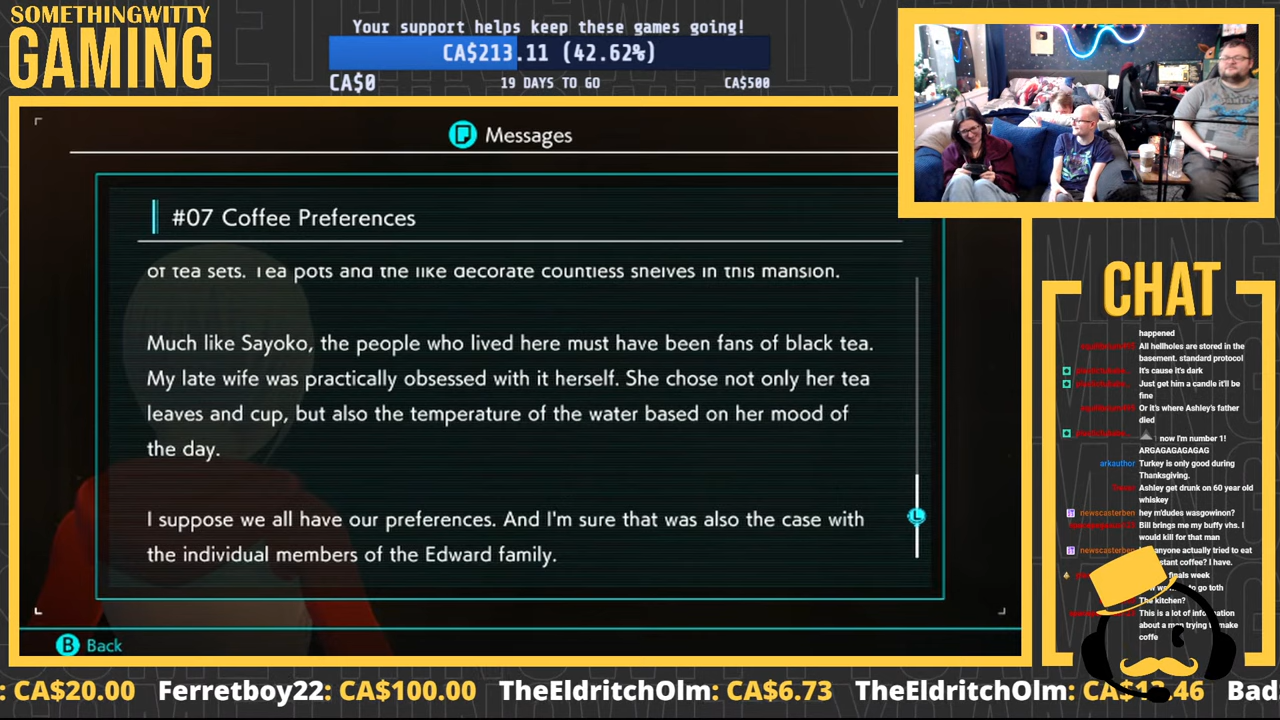 SOMETHINGWITTY
GAMING
Your support helps keep these games going!
CA$213.11 (42.62%)
CA$0
19 DAYS TO GO
CA$500
Messages
#07 Coffee Preferences
of tea sets. Tea pots and the like decorate countless shelves in this mansion.
Much like Sayoko, the people who lived here must have been fans of black tea.
My late wife was practically obsessed with it herself. She chose not only her tea
leaves and cup, but also the temperature of the water based on her mood of
the day.
I suppose we all have our preferences. And I'm sure that was also the case with
the individual members of the Edward family.
L
B Back
CHAT
happened
All hellholes are stored in the
basement. standard protocol
It's cause it's dark
Just get him a candle it'll be
fine
Or it's where Ashley's father
died
now I'm number 1!
ARGAGAGAGAGAG
arkauthor Turkey is only good during
Thanksgiving.
Ashley get drunk on 60 year old
whiskey
newscasterben hey m'dudes wasgowinon?
Bill brings me my buffy vhs. I
would kill for that man
newscasterben anyone actually tried to eat
stant coffee? I have.
finals week
to go toth
The kitchen?
This is a lot of information
about a man trying make
coffe
: CA$20.00 Ferretboy22: CA$100.00 TheEldritchOlm: CA$6.73 TheEldritchOlm: CA$13.46 Bad